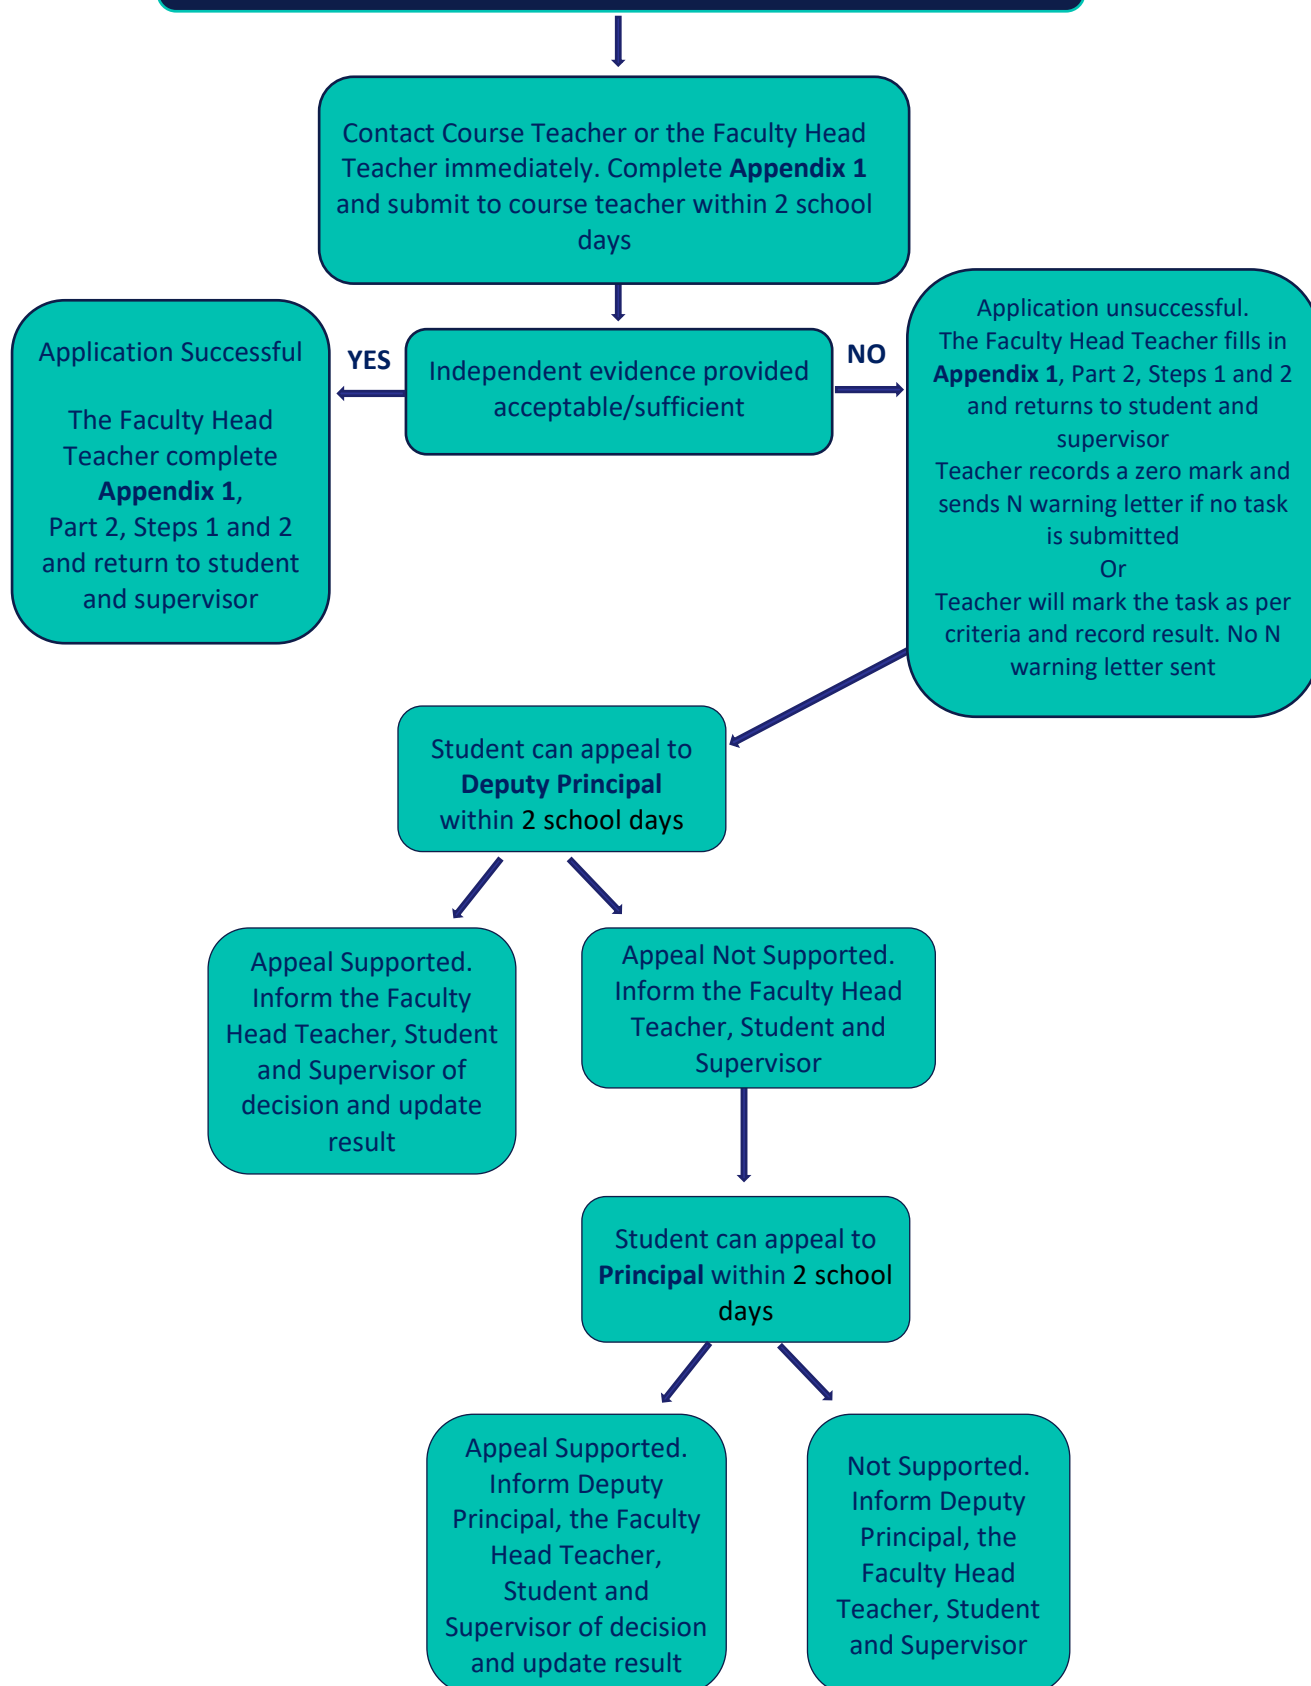 Contact Course Teacher or the Faculty Head
Teacher immediately. Complete Appendix 1
and submit to course teacher within 2 school
days
Application Successful
The Faculty Head
Teacher complete
Appendix 1,
Part 2, Steps 1 and 2
and return to student
and supervisor
YES
Independent evidence provided
acceptable/sufficient
NO
Application unsuccessful.
The Faculty Head Teacher fills in
Appendix 1, Part 2, Steps 1 and 2
and returns to student and
supervisor
Teacher records a zero mark and
sends N warning letter if no task
is submitted
Or
Teacher will mark the task as per
criteria and record result. No N
warning letter sent
Student can appeal to
Deputy Principal
within 2 school days
Appeal Supported.
Inform the Faculty
Head Teacher, Student
and Supervisor of
decision and update
result
Appeal Not Supported.
Inform the Faculty Head
Teacher, Student and
Supervisor
Student can appeal to
Principal within 2 school
days
Appeal Supported.
Inform Deputy
Principal, the Faculty
Head Teacher,
Student and
Supervisor of decision
and update result
Not Supported.
Inform Deputy
Principal, the
Faculty Head
Teacher, Student
and Supervisor